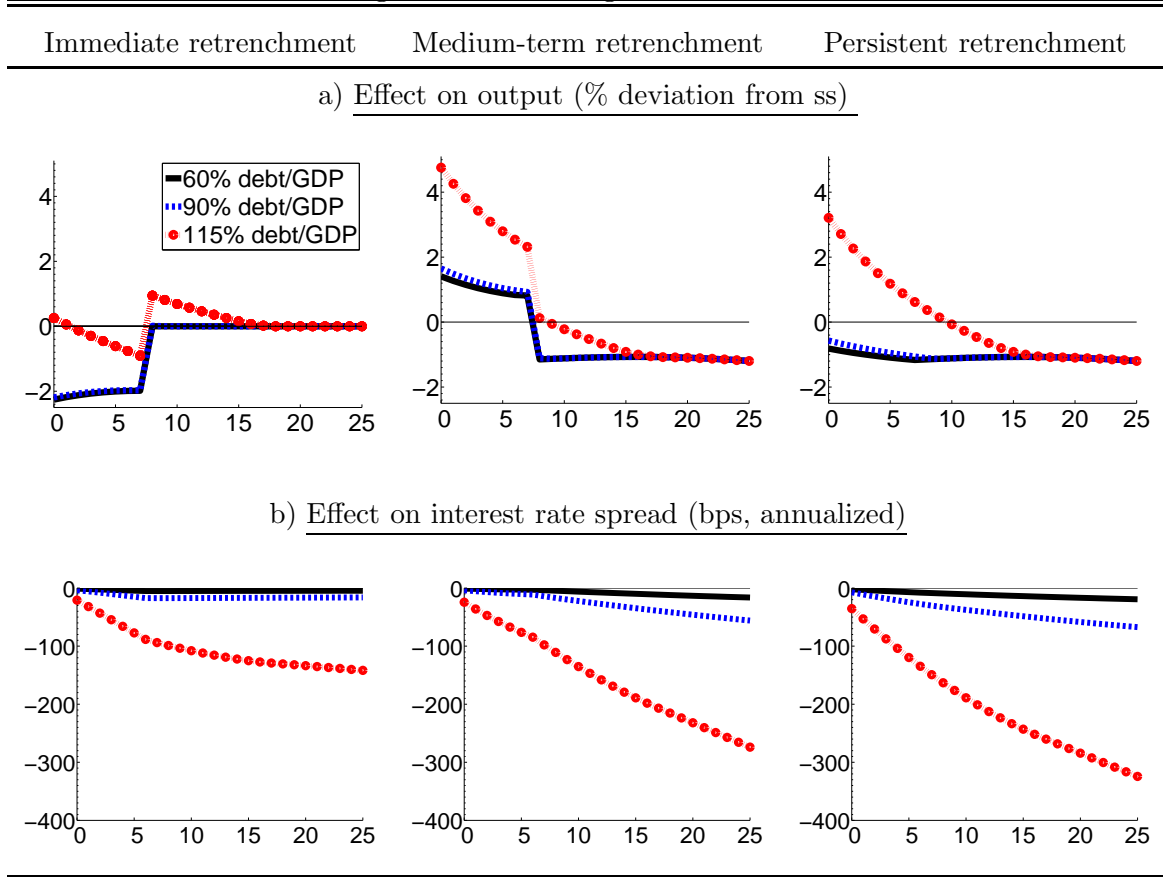 Immediate retrenchment Medium-term retrenchment Persistent retrenchment
a) Effect on output (% deviation from ss)
60% debt/GDP
90% debt/GDP
115% debt/GDP
4
2
0
−2
0 5 10 15 20 25
4
2
0
−2
0 5 10 15 20 25
4
2
0
−2
0 5 10 15 20 25
b) Effect on interest rate spread (bps, annualized)
0
−100
−200
−300
−400
0 5 10 15 20 25
0
−100
−200
−300
−400
0 5 10 15 20 25
0
−100
−200
−300
−400
0 5 10 15 20 25